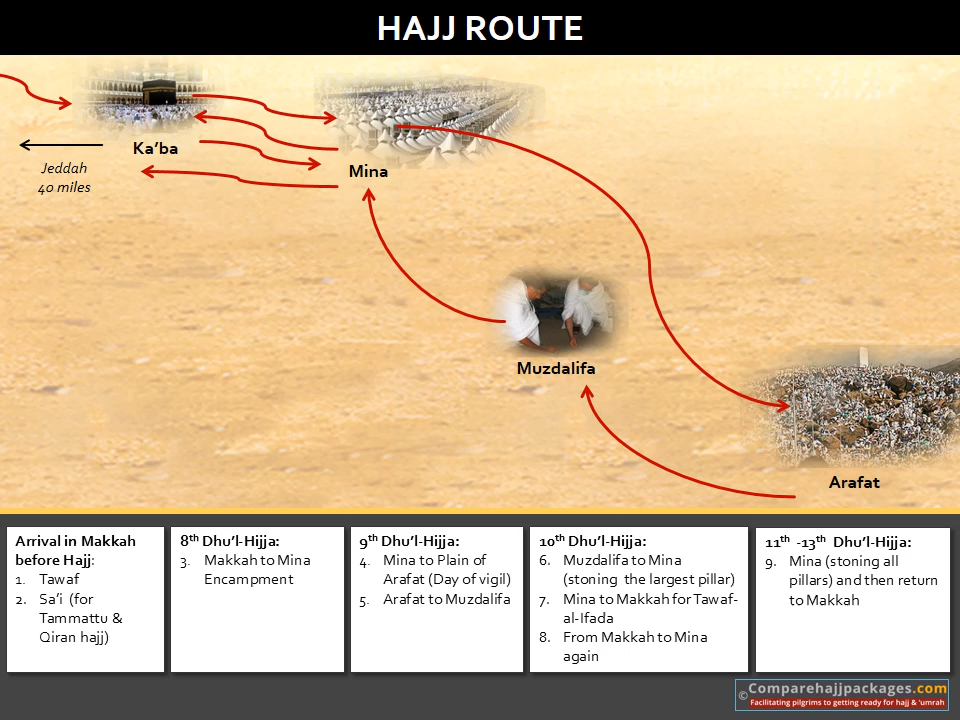 HAJJ ROUTE
Ka’ba
Mina
Jeddah
40 miles
Muzdalifa
Arafat
Arrival in Makkah
before Hajj:
1. Tawaf
2. Sa’i (for
Tammattu &
Qiran hajj)
8th Dhu’l-Hijja:
3. Makkah to Mina
Encampment
9th Dhu’l-Hijja:
4. Mina to Plain of
Arafat (Day of vigil)
5. Arafat to Muzdalifa
10th Dhu’l-Hijja:
6. Muzdalifa to Mina
(stoning the largest pillar)
7. Mina to Makkah for Tawaf-
al-Ifada
8. From Makkah to Mina
again
11th -13th Dhu’l-Hijja:
9. Mina (stoning all
pillars) and then return
to Makkah
© Comparehajjpackages.com
Facilitating pilgrims to getting ready for hajj & 'umrah